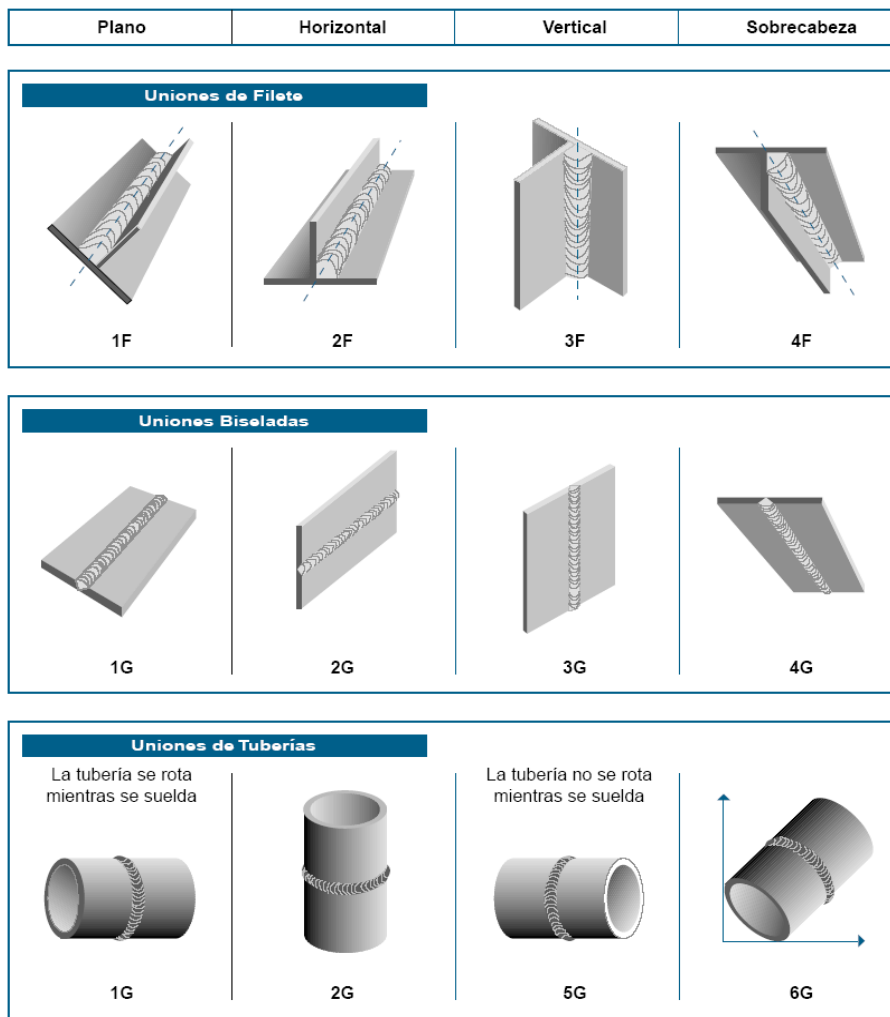 Plano Horizontal Vertical Sobrecabeza
Uniones de Filete
1F 2F 3F 4F
Uniones Biseladas
1G 2G 3G 4G
Uniones de Tuberías
La tubería se rota
mientras se suelda
La tubería no se rota
mientras se suelda
1G 2G 5G 6G